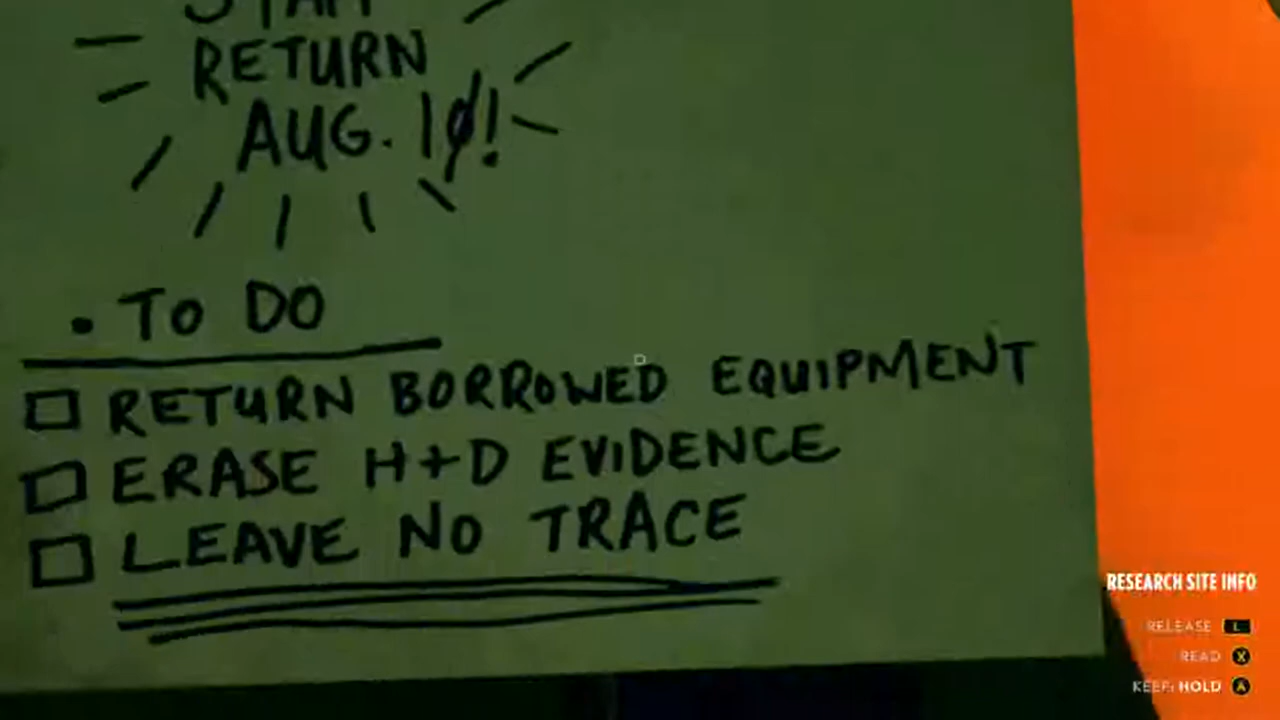 STAFF
RETURN
AUG. 10!
• TO DO
RETURN BORROWED EQUIPMENT
ERASE H+D EVIDENCE
LEAVE NO TRACE
RESEARCH SITE INFO
RELEASE L
READ X
KEEP: HOLD A